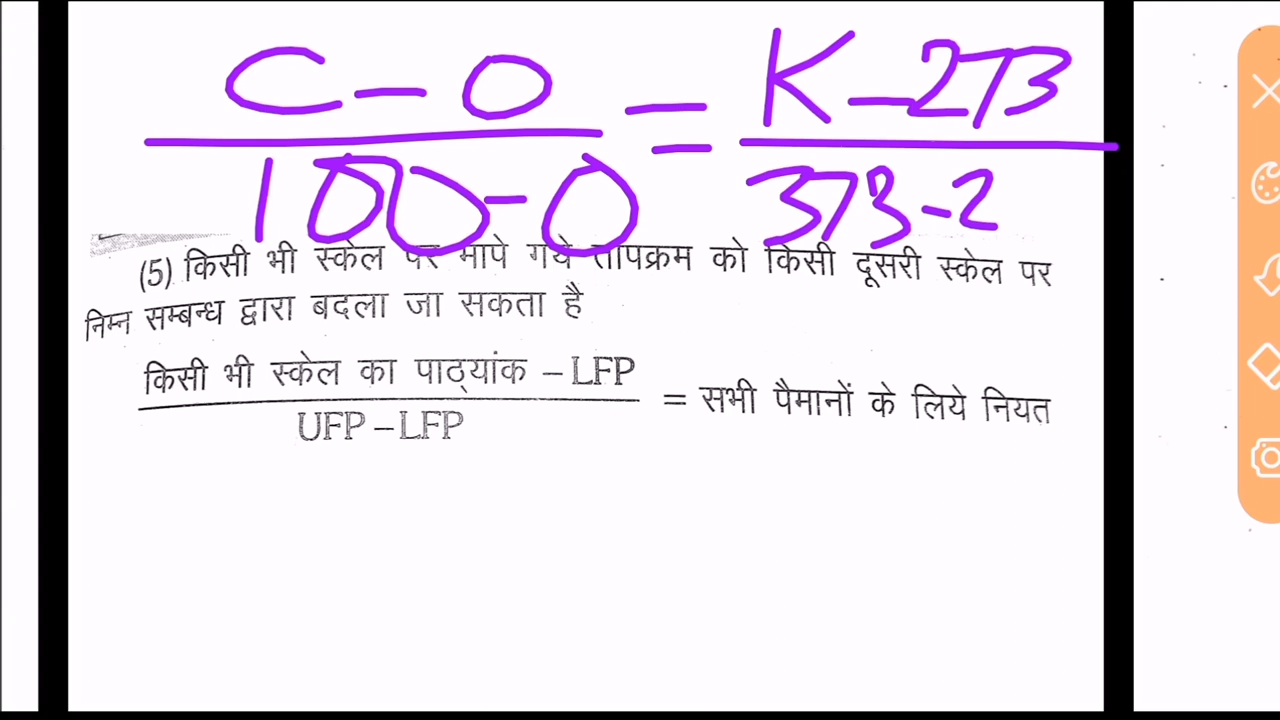 C - 0 = K - 273
100 - 0 373 - 2
(5) किसी भी स्केल पर मापे गये तापक्रम को किसी दूसरी स्केल पर
निम्न सम्बन्ध द्वारा बदला जा सकता है
किसी भी स्केल का पाठ्यांक – LFP
UFP – LFP
= सभी पैमानों के लिये नियत